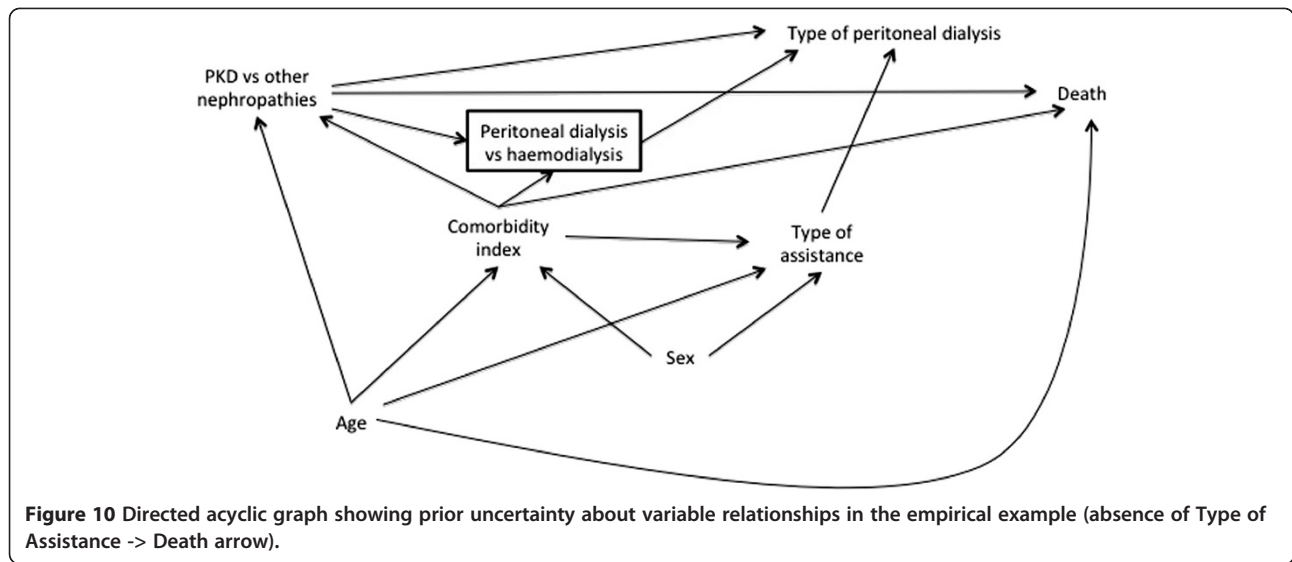 Type of peritoneal dialysis
PKD vs other
nephropathies
Death
Peritoneal dialysis
vs haemodialysis
Comorbidity
index
Type of
assistance
Sex
Age
Figure 10 Directed acyclic graph showing prior uncertainty about variable relationships in the empirical example (absence of Type of
Assistance -> Death arrow).